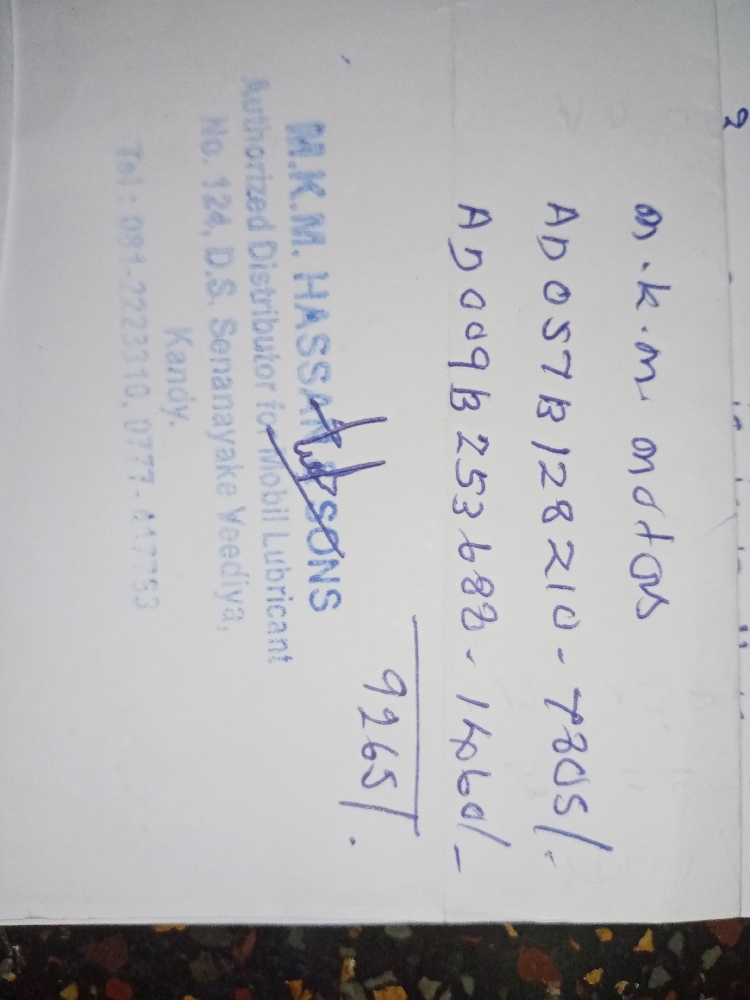 m.k.m. motors
AD057B128210 - 7805/.
AD009B253688 - 1460/-
9265/.
M.K.M. HASSAN & SONS
Authorized Distributor for Mobil Lubricant
No. 124, D.S. Senanayake Veediya,
Kandy.
Tel : 081-2223310, 0777-417753